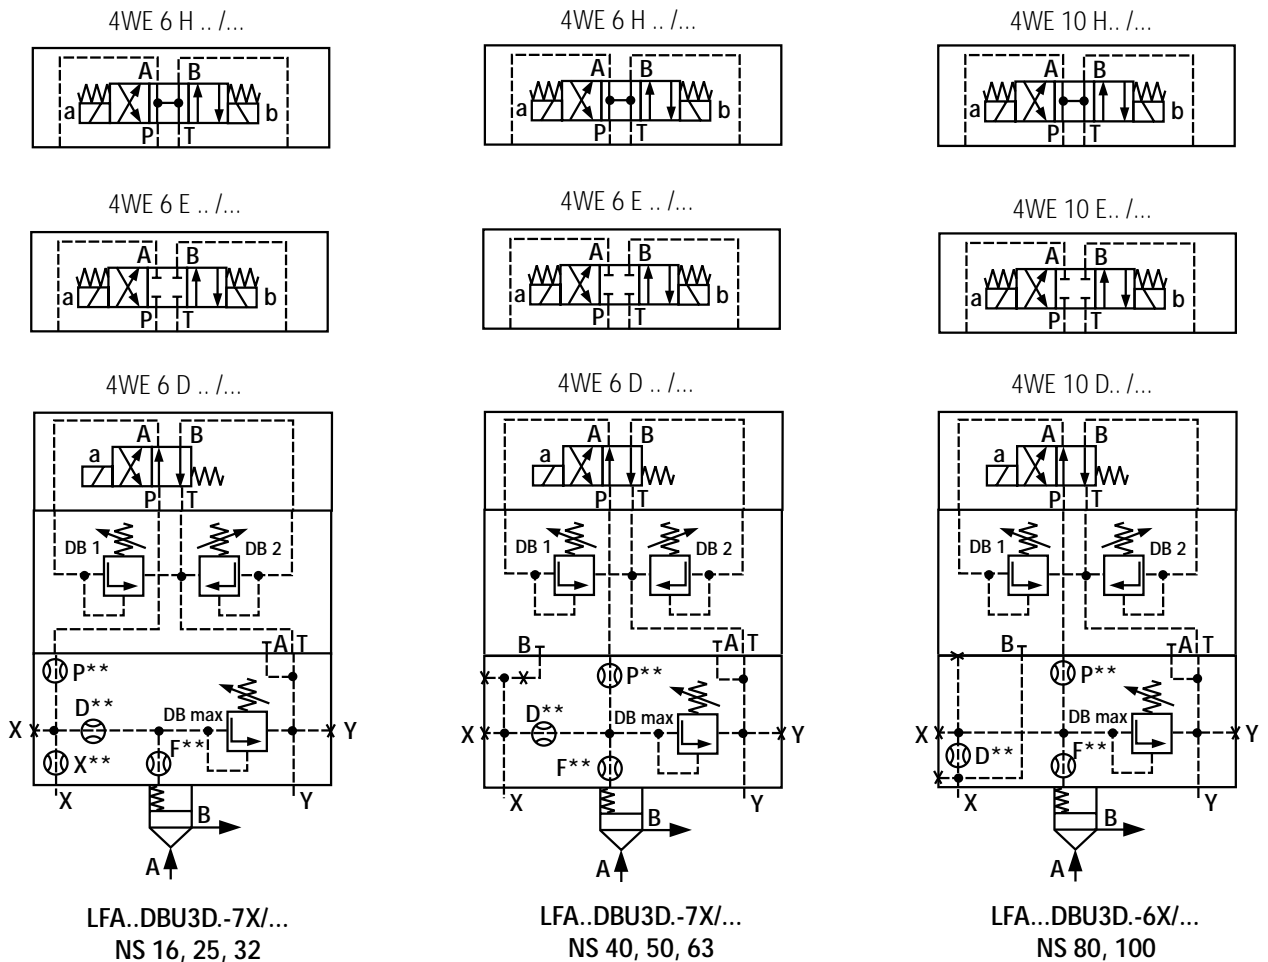 4WE 6 H .. /...
4WE 6 H .. /...
4WE 10 H.. /...
A B
a b
P T
A B
a b
P T
A B
a b
P T
4WE 6 E .. /...
4WE 6 E .. /...
4WE 10 E.. /...
A B
a b
P T
A B
a b
P T
A B
a b
P T
4WE 6 D .. /...
4WE 6 D .. /...
4WE 10 D.. /...
A B
a
P T
DB 1 DB 2
A T
P**
D**
DB max
X Y
F**
X**
X Y
B
A
A B
a
P T
DB 1 DB 2
B A T
P**
D**
DB max
X Y
F**
X Y
B
A
A B
a
P T
DB 1 DB 2
B A T
P**
DB max
X Y
D** F**
X Y
B
A
LFA..DBU3D.-7X/...
NS 16, 25, 32
LFA..DBU3D.-7X/...
NS 40, 50, 63
LFA...DBU3D.-6X/...
NS 80, 100